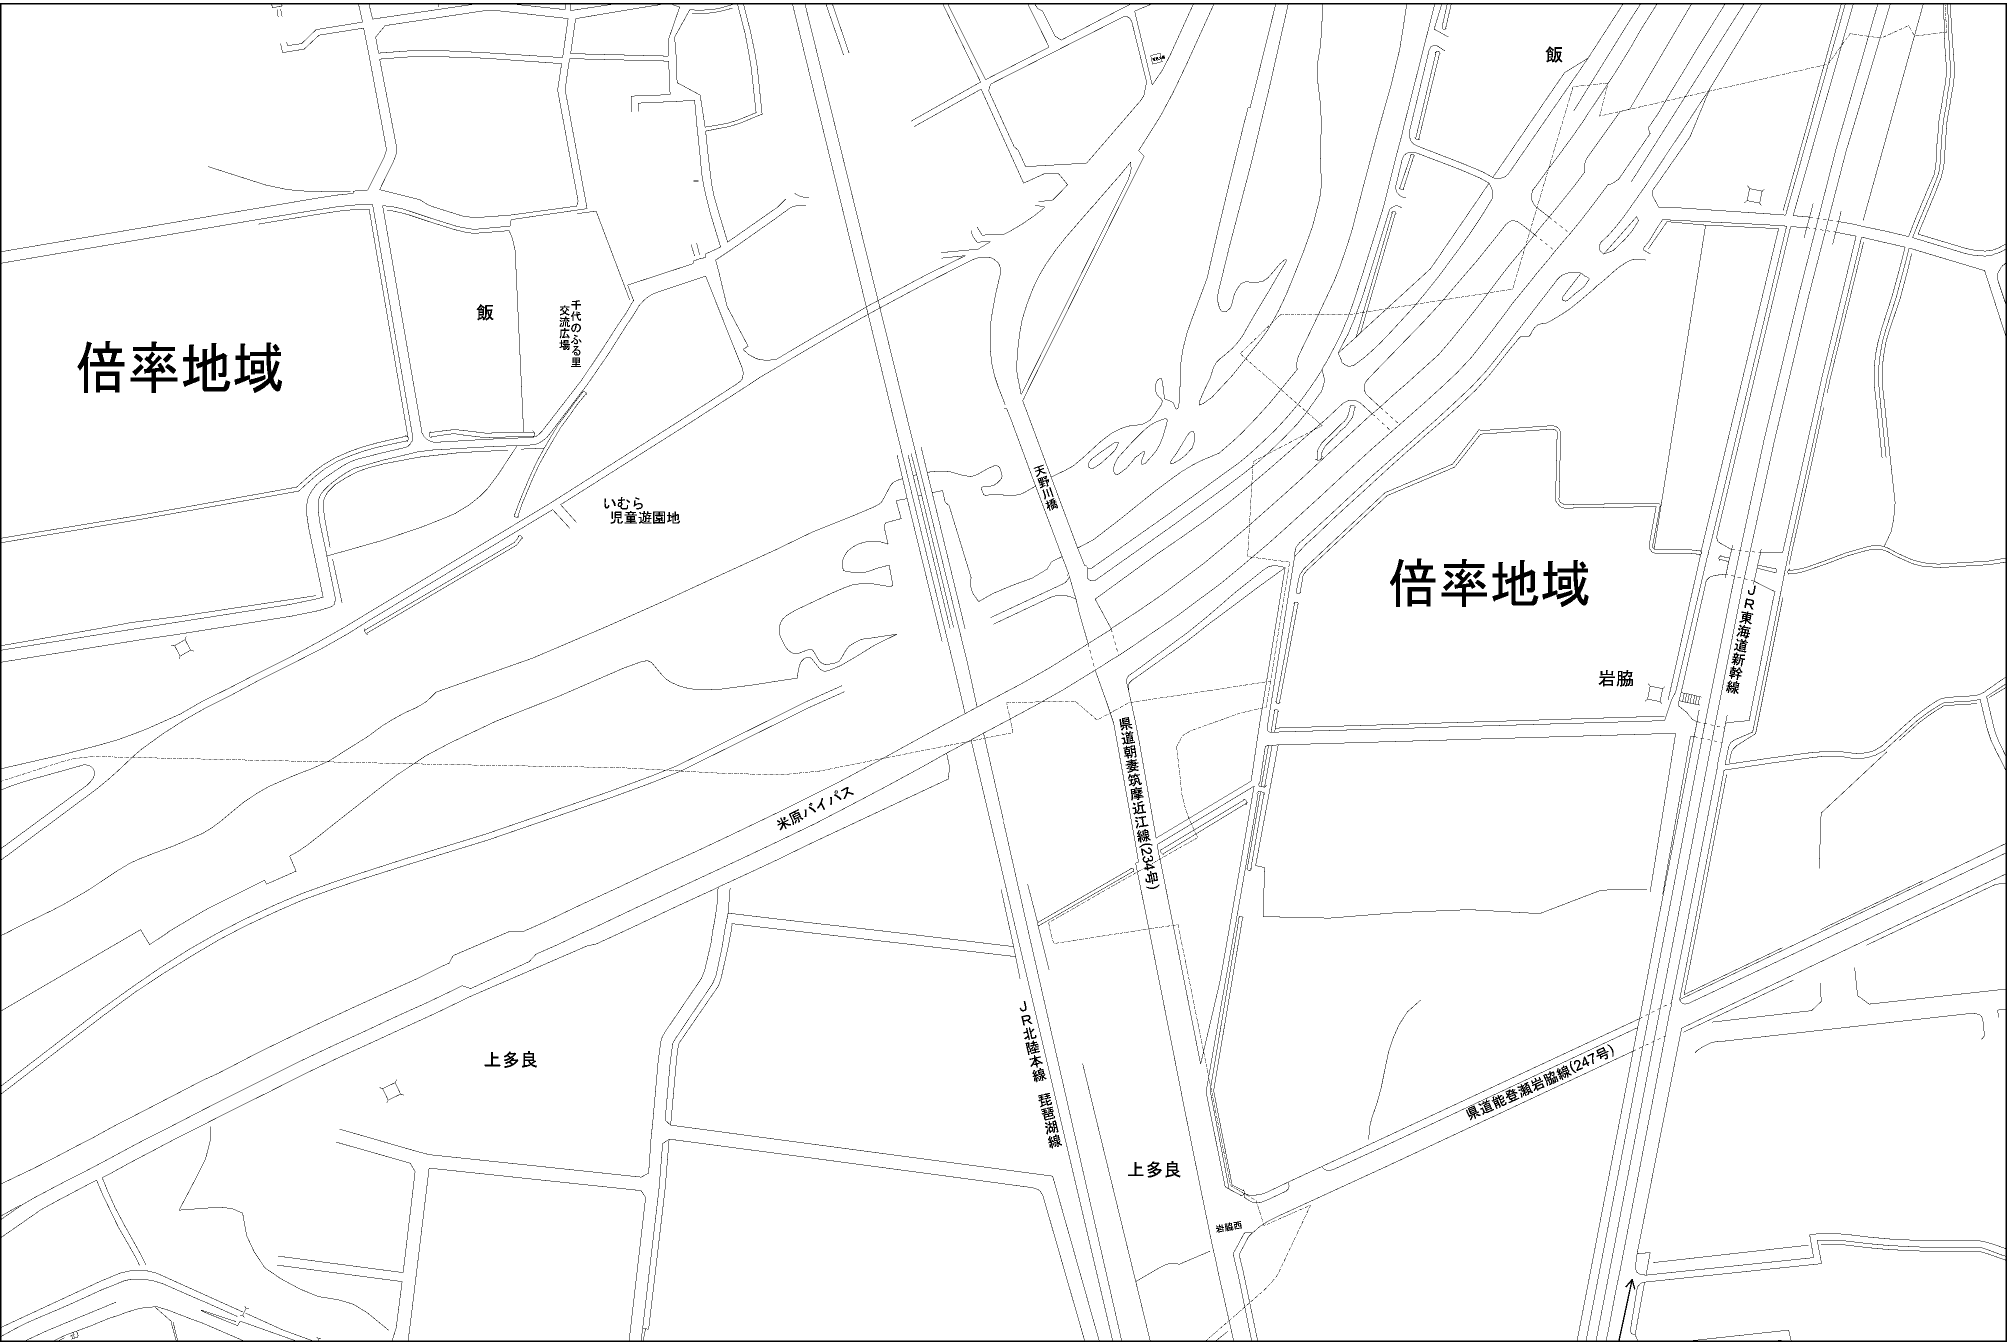 飯
飯
千代のふる里
交流広場
倍率地域
天野川橋
いむら
児童遊園地
倍率地域
JR東海道新幹線
岩脇
県道朝妻筑摩近江線(234号)
米原バイパス
JR北陸本線 琵琶湖線
上多良
県道能登瀬岩脇線(247号)
上多良
岩脇西